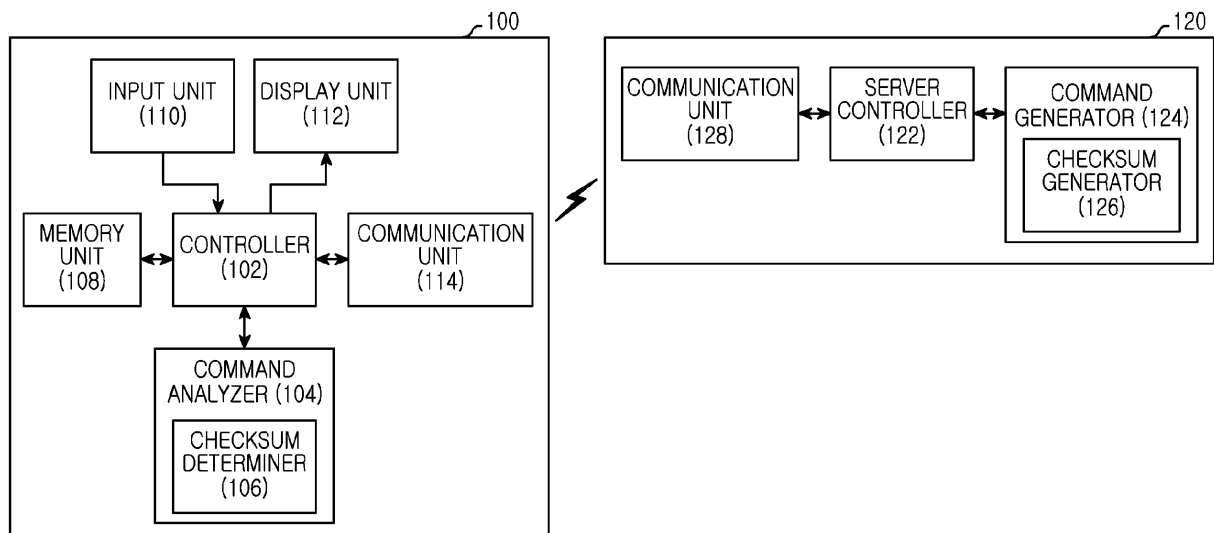 100
INPUT UNIT
(110)
DISPLAY UNIT
(112)
MEMORY
UNIT
(108)
CONTROLLER
(102)
COMMUNICATION
UNIT
(114)
COMMAND
ANALYZER (104)
CHECKSUM
DETERMINER
(106)
120
COMMUNICATION
UNIT
(128)
SERVER
CONTROLLER
(122)
COMMAND
GENERATOR (124)
CHECKSUM
GENERATOR
(126)